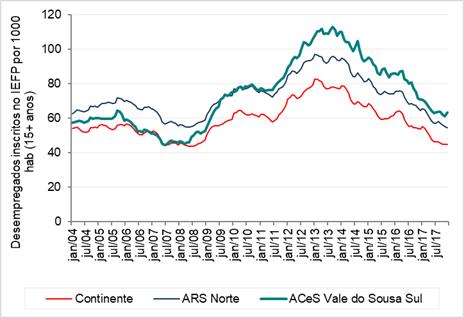 Desempregados inscritos no IEFP por 1000
hab (15+ anos)
120
100
80
60
40
20
0
jan/04
jul/04
jan/05
jul/05
jan/06
jul/06
jan/07
jul/07
jan/08
jul/08
jan/09
jul/09
jan/10
jul/10
jan/11
jul/11
jan/12
jul/12
jan/13
jul/13
jan/14
jul/14
jan/15
jul/15
jan/16
jul/16
jan/17
jul/17
Continente
ARS Norte
ACeS Vale do Sousa Sul